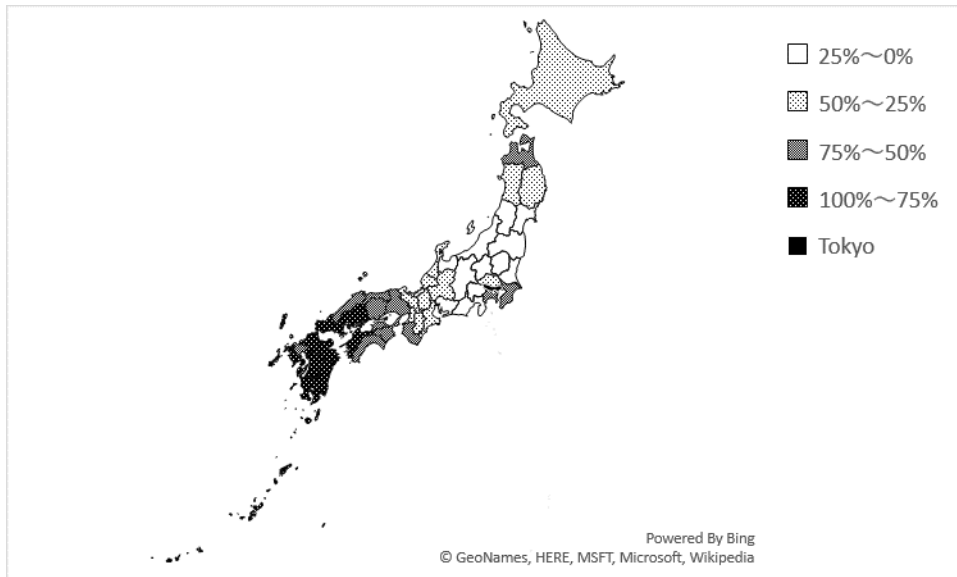 25%～0%
50%～25%
75%～50%
100%～75%
Tokyo
Powered By Bing
© GeoNames, HERE, MSFT, Microsoft, Wikipedia